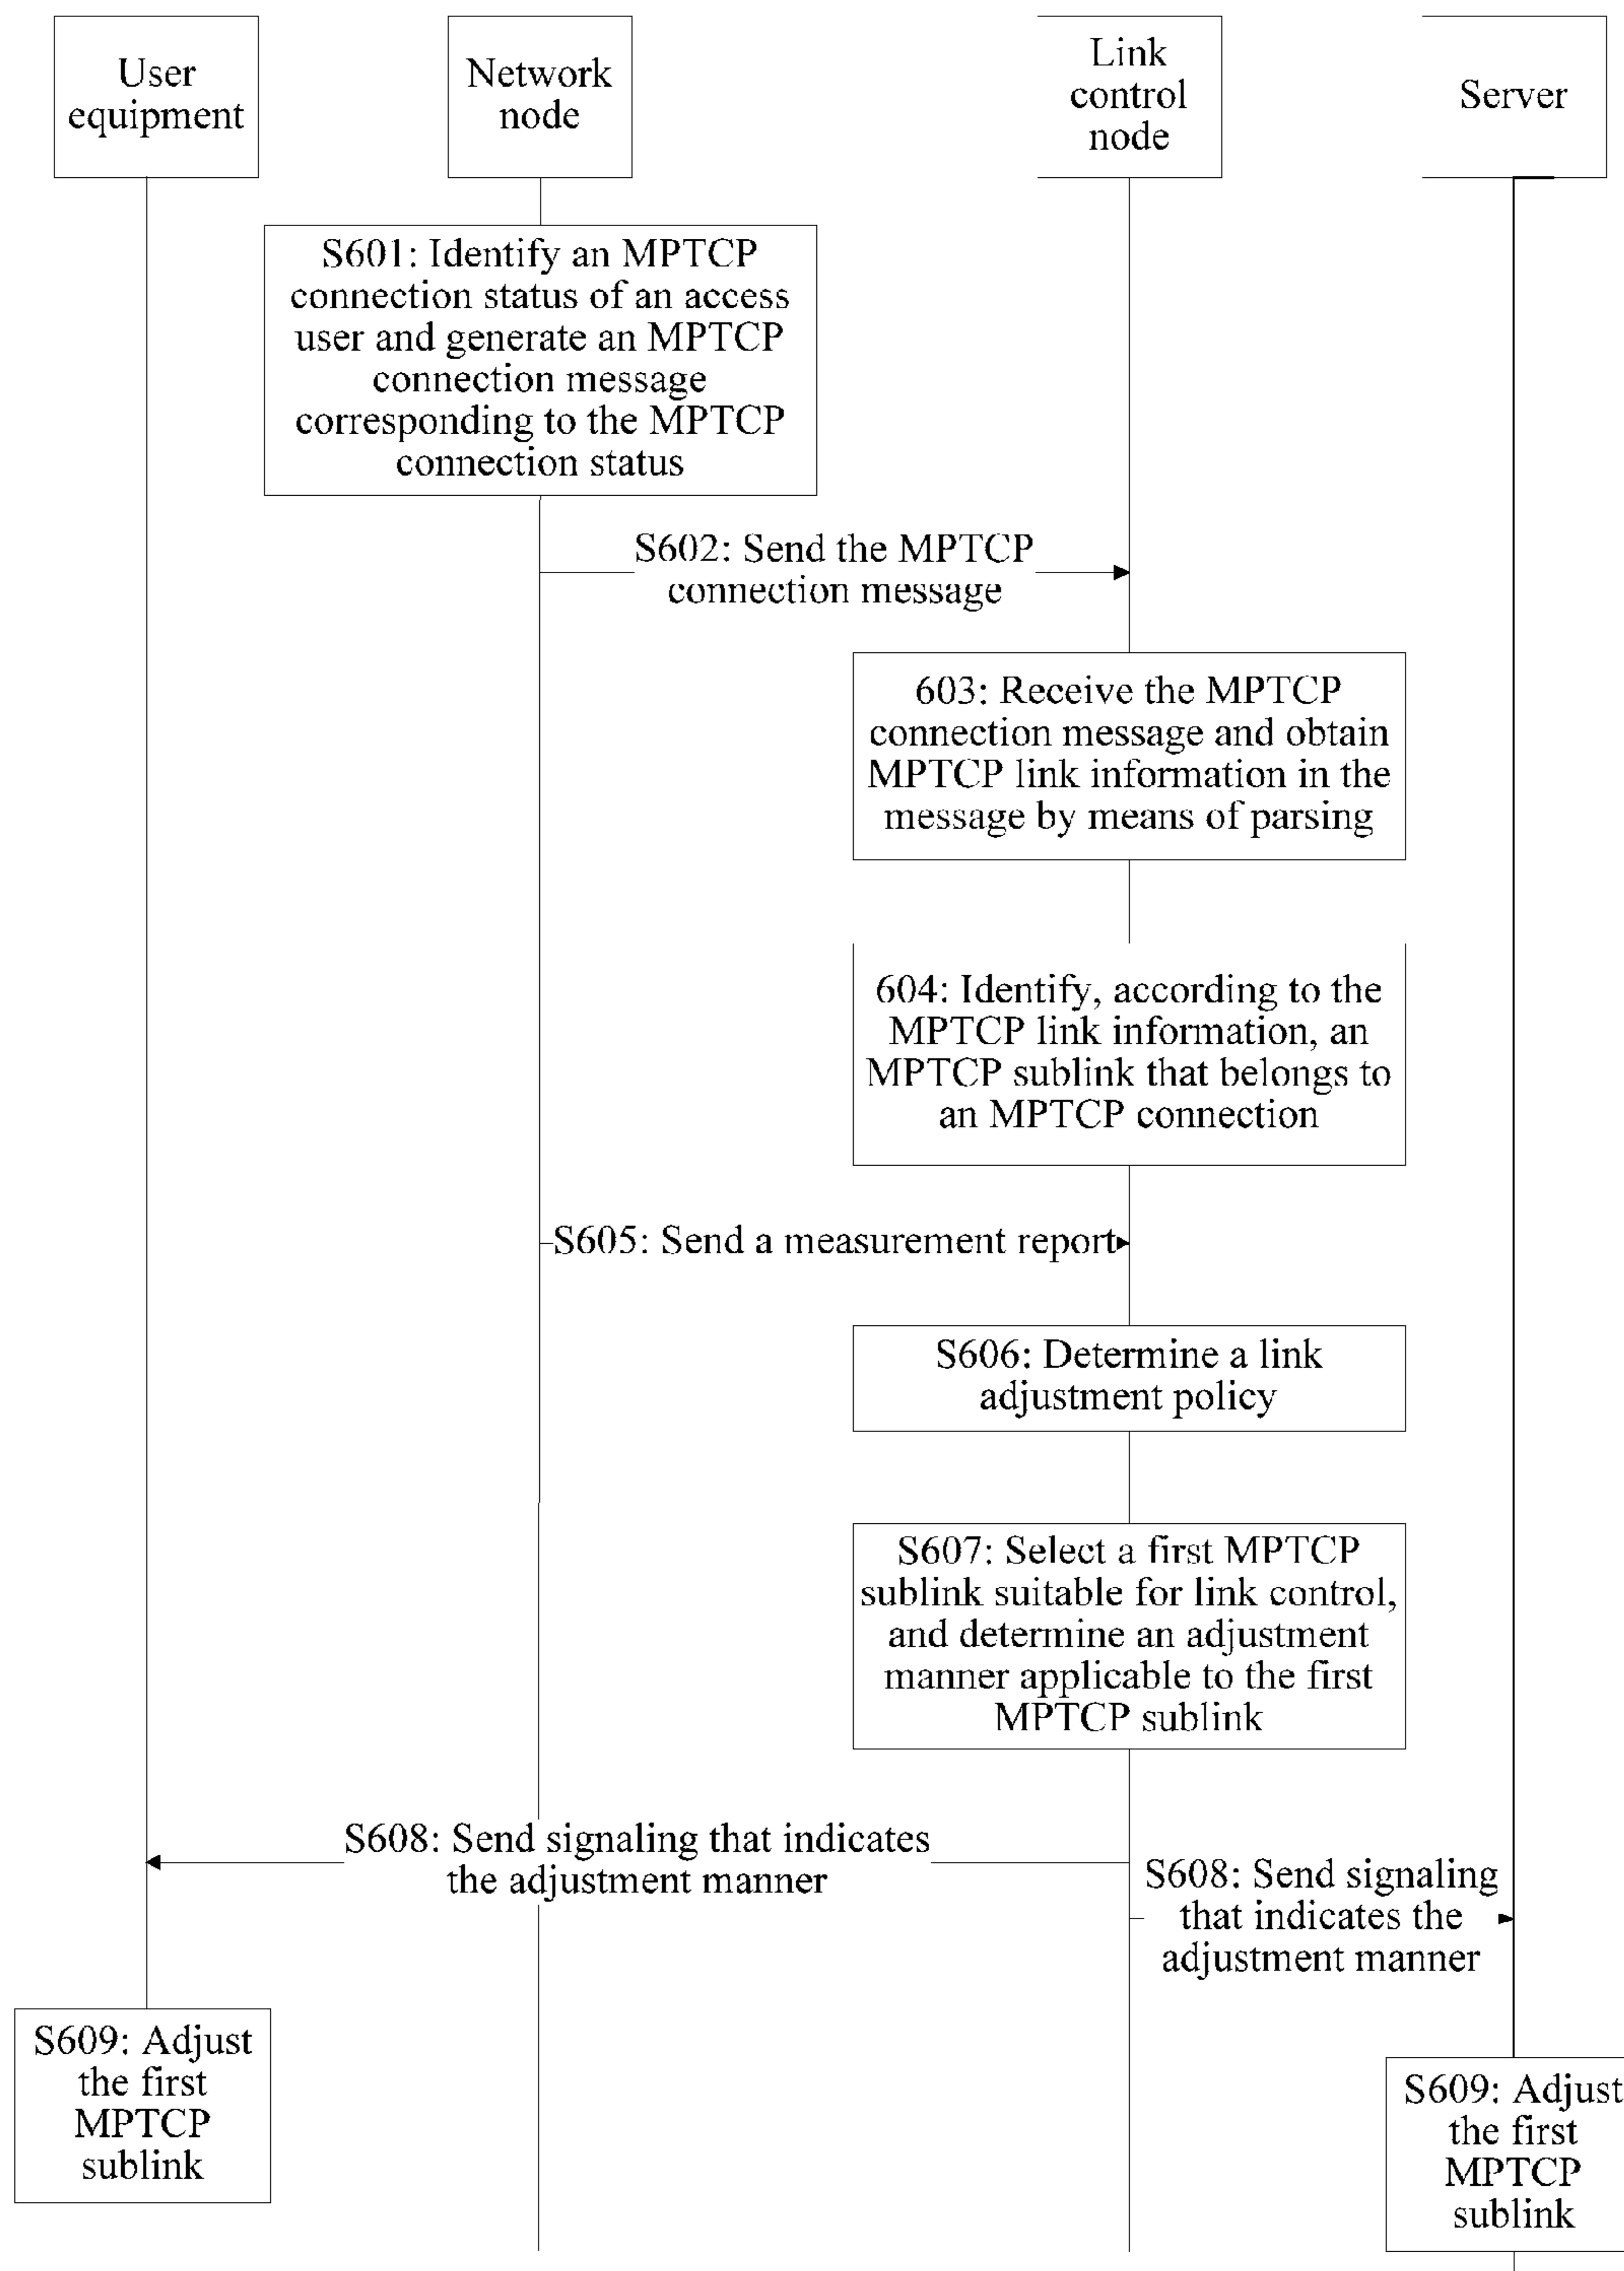 User
equipment
Network
node
Link
control
node
Server
S601: Identify an MPTCP
connection status of an access
user and generate an MPTCP
connection message
corresponding to the MPTCP
connection status
S602: Send the MPTCP
connection message
603: Receive the MPTCP
connection message and obtain
MPTCP link information in the
message by means of parsing
604: Identify, according to the
MPTCP link information, an
MPTCP sublink that belongs to
an MPTCP connection
S605: Send a measurement report
S606: Determine a link
adjustment policy
S607: Select a first MPTCP
sublink suitable for link control,
and determine an adjustment
manner applicable to the first
MPTCP sublink
S608: Send signaling that indicates
the adjustment manner
S608: Send signaling
that indicates the
adjustment manner
S609: Adjust
the first
MPTCP
sublink
S609: Adjust
the first
MPTCP
sublink